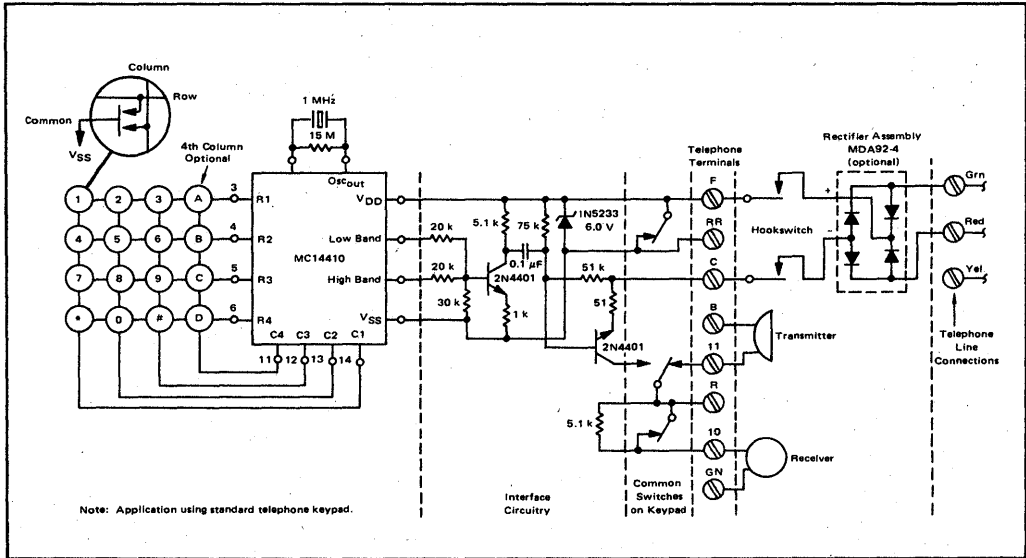 Column
Row
Common
VSS
4th Column
Optional
1 MHz
15 M
Oscout
1
2
3
A
3
R1
VDD
4
5
6
B
4
R2
Low Band
MC14410
7
8
9
C
5
R3
High Band
*
0
#
D
6
R4
VSS
C4
C3
C2
C1
11
12
13
14
20 k
20 k
30 k
5.1 k
75 k
0.1 µF
2N4401
1 k
1N5233
6.0 V
51 k
51
2N4401
5.1 k
Telephone
Terminals
F
RR
C
B
11
R
10
GN
Hookswitch
Transmitter
Receiver
Rectifier Assembly
MDA92-4
(optional)
+
-
Grn
Red
Yel
Telephone
Line
Connections
Interface
Circuitry
Common
Switches
on Keypad
Note: Application using standard telephone keypad.